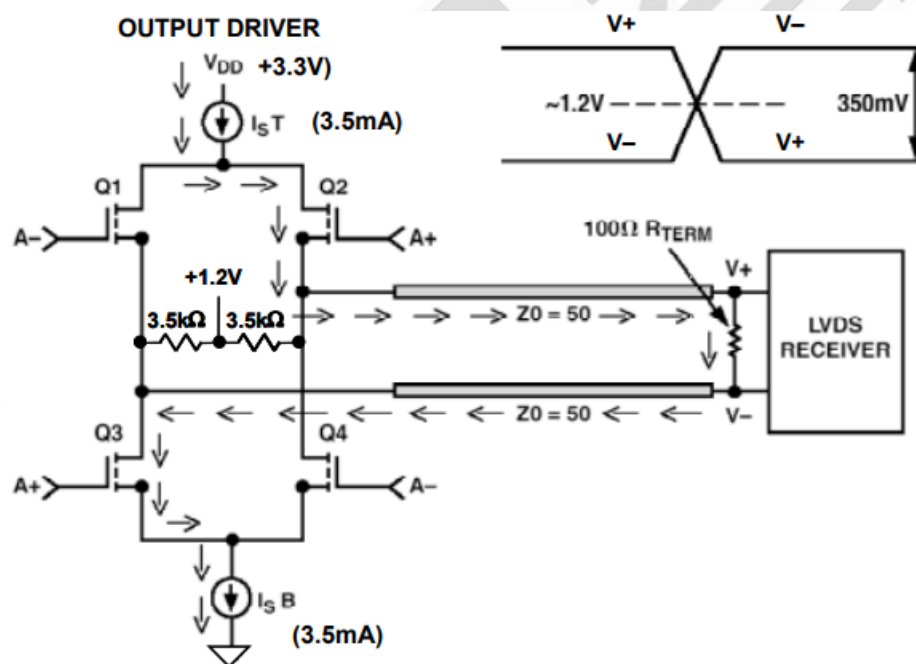 OUTPUT DRIVER
V+ V–
VDD +3.3V)
IST (3.5mA)
~1.2V 350mV
V– V+
Q1 Q2
A– A+
100Ω RTERM
+1.2V
V+
3.5kΩ 3.5kΩ
Z0 = 50
LVDS
RECEIVER
Z0 = 50
V–
Q3 Q4
A+ A–
ISB
(3.5mA)